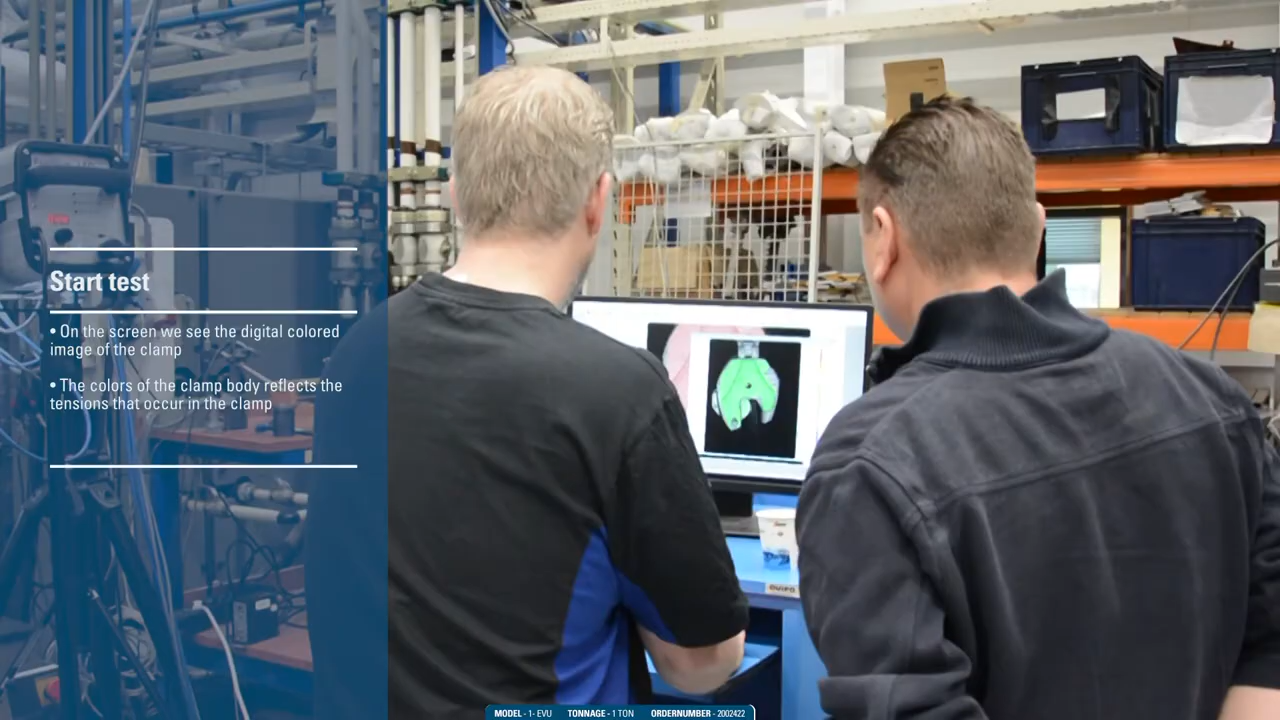 Start test
• On the screen we see the digital colored
image of the clamp
• The colors of the clamp body reflects the
tensions that occur in the clamp
MODEL - 1- EVU TONNAGE - 1 TON ORDERNUMBER - 2002422